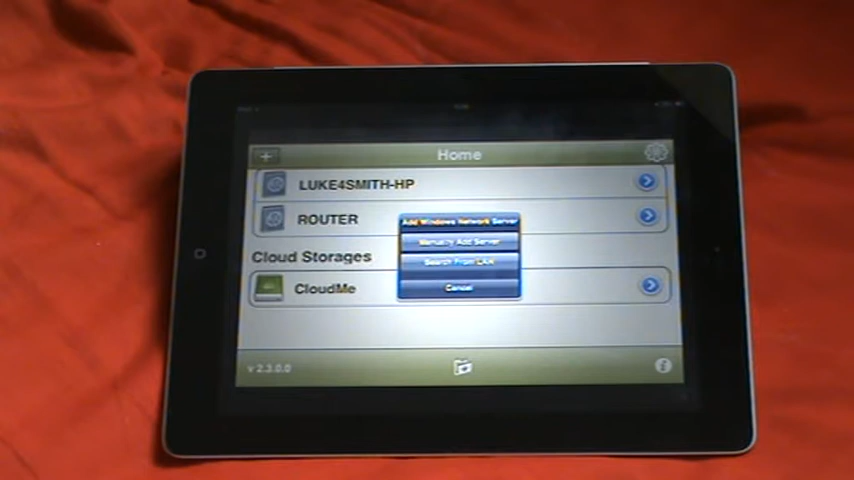 Home
LUKE4SMITH-HP
ROUTER
Add Windows Network Server
Manually Add Server
Search From LAN
Cancel
Cloud Storages
CloudMe
v 2.3.0.0